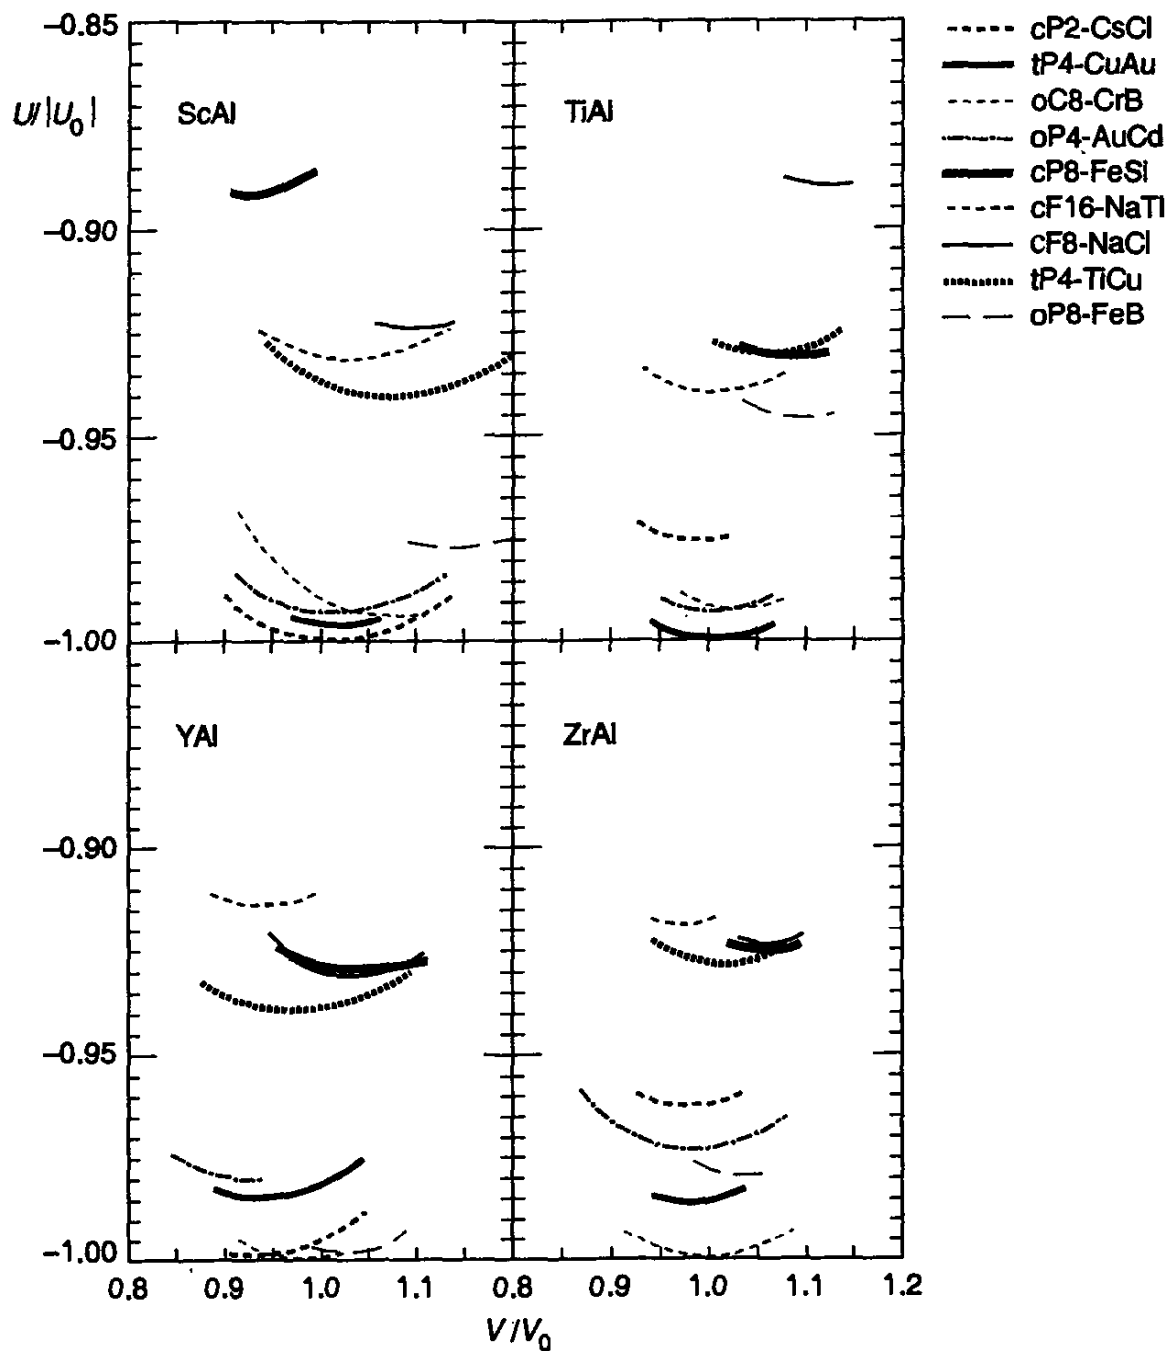 −0.85
U/|U₀|
ScAl
TiAl
−0.90
−0.95
−1.00
YAl
ZrAl
−0.90
−0.95
−1.00
0.8 0.9 1.0 1.1 0.8 0.9 1.0 1.1 1.2
V/V₀
cP2-CsCl
tP4-CuAu
oC8-CrB
oP4-AuCd
cP8-FeSi
cF16-NaTl
cF8-NaCl
tP4-TiCu
oP8-FeB